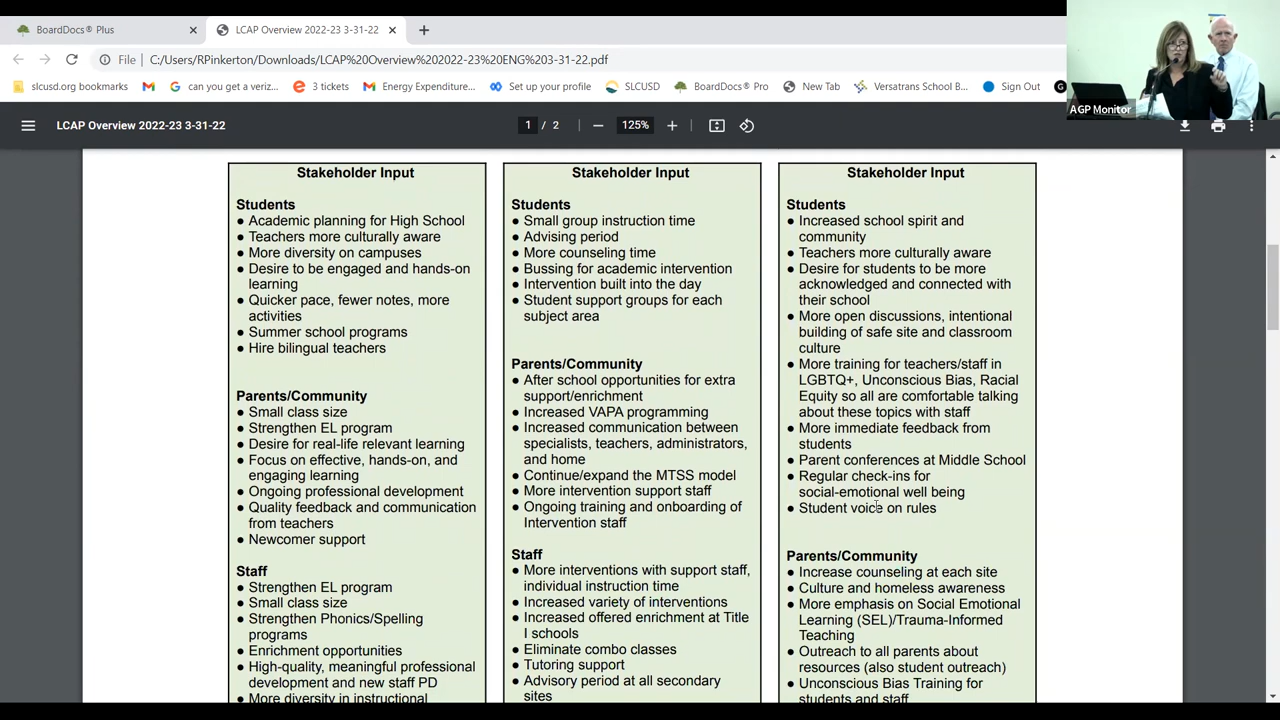 BoardDocs® Plus
LCAP Overview 2022-23 3-31-22
File
C:/Users/RPinkerton/Downloads/LCAP%20Overview%202022-23%20ENG%203-31-22.pdf
slcusd.org bookmarks
can you get a veriz...
3 tickets
Energy Expenditure...
Set up your profile
SLCUSD
BoardDocs® Pro
New Tab
Versatrans School B...
Sign Out
AGP Monitor
LCAP Overview 2022-23 3-31-22
1 / 2
125%
Stakeholder Input
Students
● Academic planning for High School
● Teachers more culturally aware
● More diversity on campuses
● Desire to be engaged and hands-on
learning
● Quicker pace, fewer notes, more
activities
● Summer school programs
● Hire bilingual teachers
Parents/Community
● Small class size
● Strengthen EL program
● Desire for real-life relevant learning
● Focus on effective, hands-on, and
engaging learning
● Ongoing professional development
● Quality feedback and communication
from teachers
● Newcomer support
Staff
● Strengthen EL program
● Small class size
● Strengthen Phonics/Spelling
programs
● Enrichment opportunities
● High-quality, meaningful professional
development and new staff PD
● More diversity in instructional
Stakeholder Input
Students
● Small group instruction time
● Advising period
● More counseling time
● Bussing for academic intervention
● Intervention built into the day
● Student support groups for each
subject area
Parents/Community
● After school opportunities for extra
support/enrichment
● Increased VAPA programming
● Increased communication between
specialists, teachers, administrators,
and home
● Continue/expand the MTSS model
● More intervention support staff
● Ongoing training and onboarding of
Intervention staff
Staff
● More interventions with support staff,
individual instruction time
● Increased variety of interventions
● Increased offered enrichment at Title
I schools
● Eliminate combo classes
● Tutoring support
● Advisory period at all secondary
sites
Stakeholder Input
Students
● Increased school spirit and
community
● Teachers more culturally aware
● Desire for students to be more
acknowledged and connected with
their school
● More open discussions, intentional
building of safe site and classroom
culture
● More training for teachers/staff in
LGBTQ+, Unconscious Bias, Racial
Equity so all are comfortable talking
about these topics with staff
● More immediate feedback from
students
● Parent conferences at Middle School
● Regular check-ins for
social-emotional well being
● Student voice on rules
Parents/Community
● Increase counseling at each site
● Culture and homeless awareness
● More emphasis on Social Emotional
Learning (SEL)/Trauma-Informed
Teaching
● Outreach to all parents about
resources (also student outreach)
● Unconscious Bias Training for
students and staff